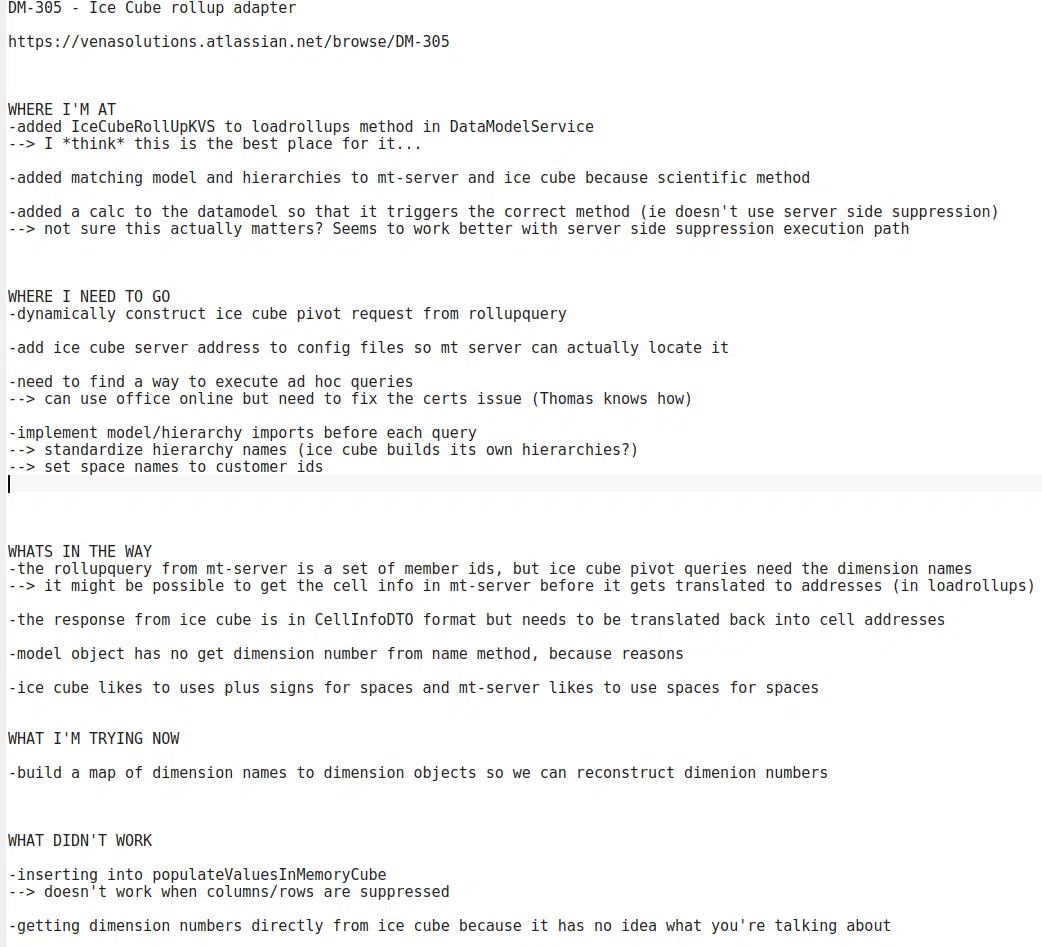 DM-305 - Ice Cube rollup adapter
https://venasolutions.atlassian.net/browse/DM-305
WHERE I'M AT
-added IceCubeRollUpKVS to loadrollups method in DataModelService
--> I *think* this is the best place for it...
-added matching model and hierarchies to mt-server and ice cube because scientific method
-added a calc to the datamodel so that it triggers the correct method (ie doesn't use server side suppression)
--> not sure this actually matters? Seems to work better with server side suppression execution path
WHERE I NEED TO GO
-dynamically construct ice cube pivot request from rollupquery
-add ice cube server address to config files so mt server can actually locate it
-need to find a way to execute ad hoc queries
--> can use office online but need to fix the certs issue (Thomas knows how)
-implement model/hierarchy imports before each query
--> standardize hierarchy names (ice cube builds its own hierarchies?)
--> set space names to customer ids
WHATS IN THE WAY
-the rollupquery from mt-server is a set of member ids, but ice cube pivot queries need the dimension names
--> it might be possible to get the cell info in mt-server before it gets translated to addresses (in loadrollups)
-the response from ice cube is in CellInfoDTO format but needs to be translated back into cell addresses
-model object has no get dimension number from name method, because reasons
-ice cube likes to uses plus signs for spaces and mt-server likes to use spaces for spaces
WHAT I'M TRYING NOW
-build a map of dimension names to dimension objects so we can reconstruct dimenion numbers
WHAT DIDN'T WORK
-inserting into populateValuesInMemoryCube
--> doesn't work when columns/rows are suppressed
-getting dimension numbers directly from ice cube because it has no idea what you're talking about